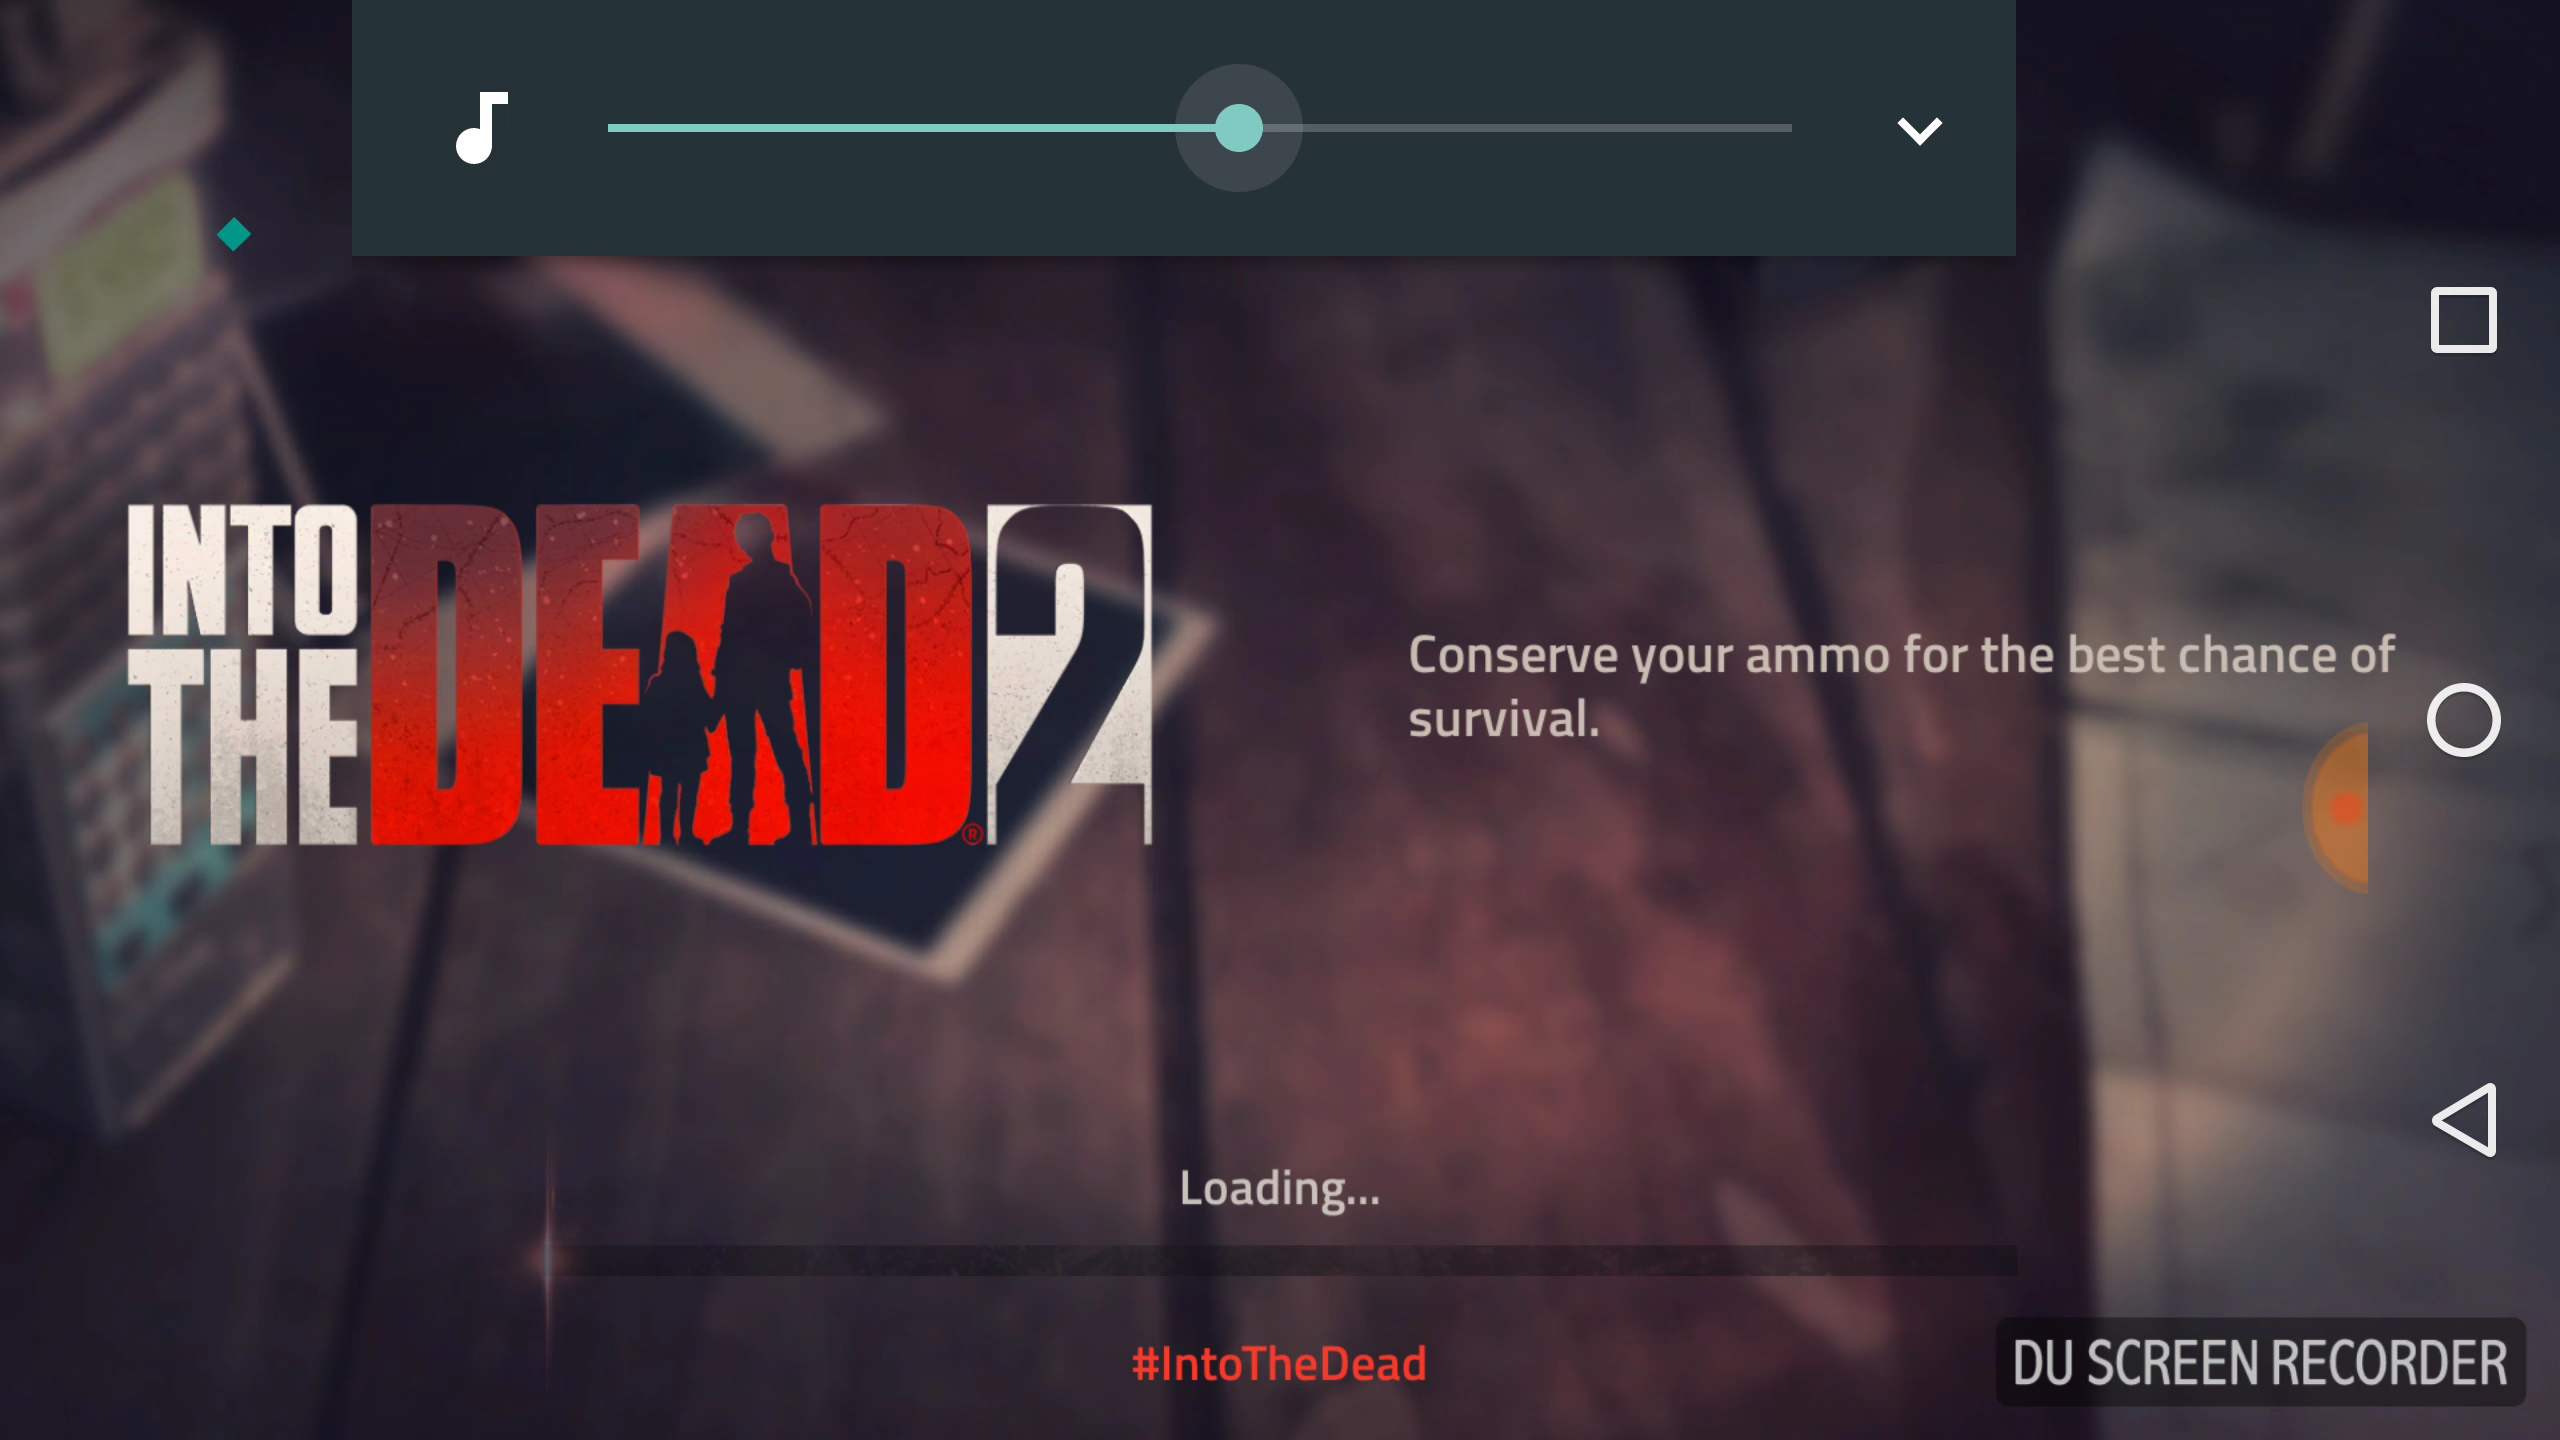 INTO
THE
DEAD 2
®
Conserve your ammo for the best chance of
survival.
Loading...
#IntoTheDead
DU SCREEN RECORDER